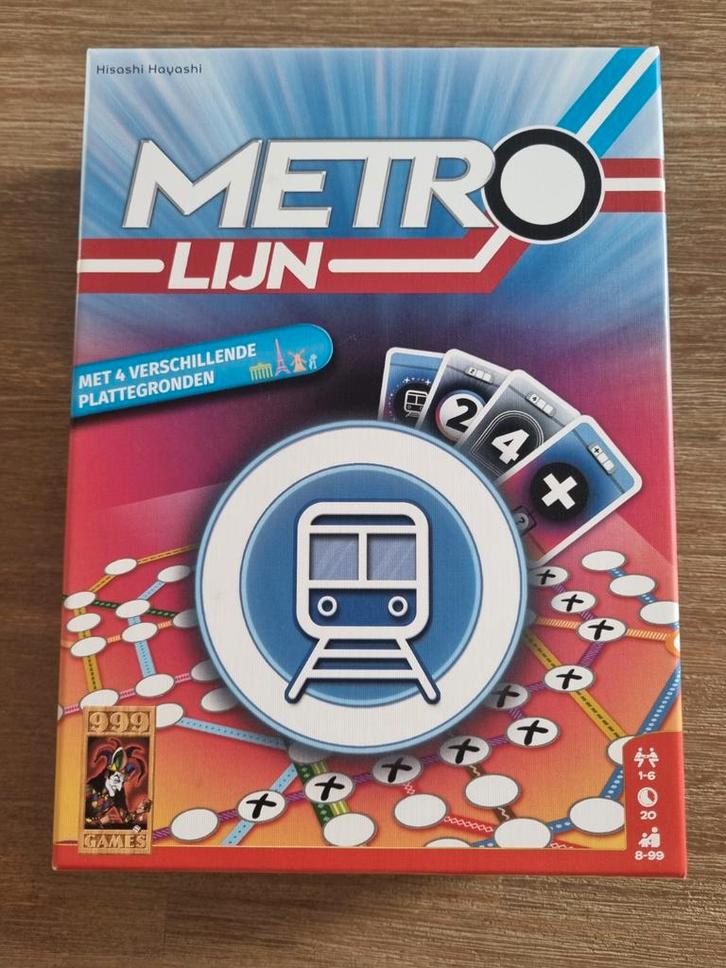 Hisashi Hayashi
METRO
LIJN
MET 4 VERSCHILLENDE
PLATTEGRONDEN
2
4
999
GAMES
1-6
20
8-99